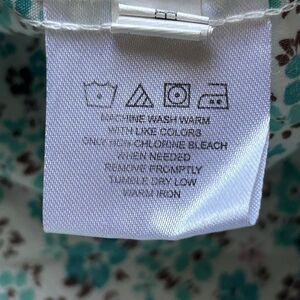 MACHINE WASH WARM
WITH LIKE COLORS
ONLY NON-CHLORINE BLEACH
WHEN NEEDED
REMOVE PROMPTLY
TUMBLE DRY LOW
WARM IRON